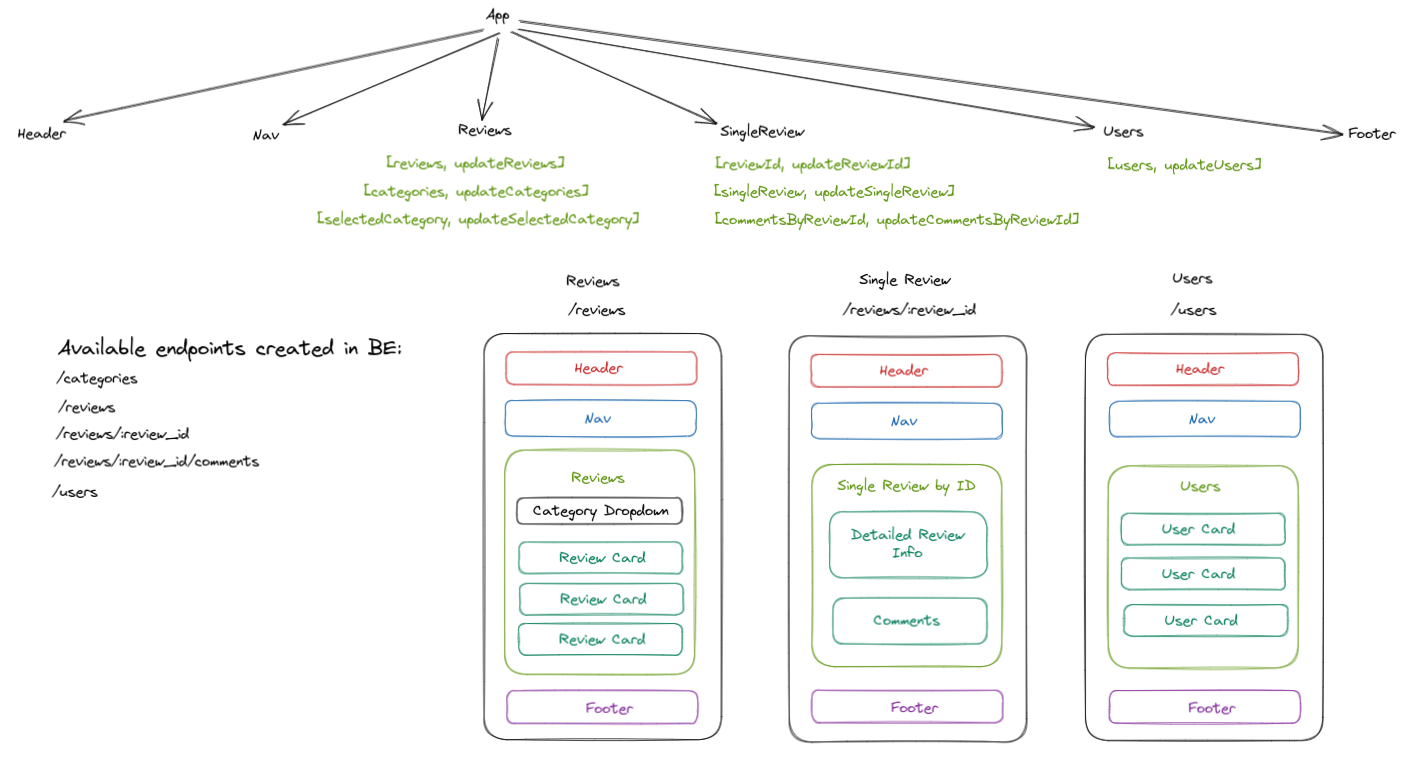 App
Header
Nav
Reviews
SingleReview
Users
Footer
[reviews, updateReviews]
[categories, updateCategories]
[selectedCategory, updateSelectedCategory]
[reviewId, updateReviewId]
[singleReview, updateSingleReview]
[commentsByReviewId, updateCommentsByReviewId]
[users, updateUsers]
Available endpoints created in BE:
/categories
/reviews
/reviews/:review_id
/reviews/:review_id/comments
/users
Reviews
/reviews
Header
Nav
Reviews
Category Dropdown
Review Card
Review Card
Review Card
Footer
Single Review
/reviews/:review_id
Header
Nav
Single Review by ID
Detailed Review
Info
Comments
Footer
Users
/users
Header
Nav
Users
User Card
User Card
User Card
Footer